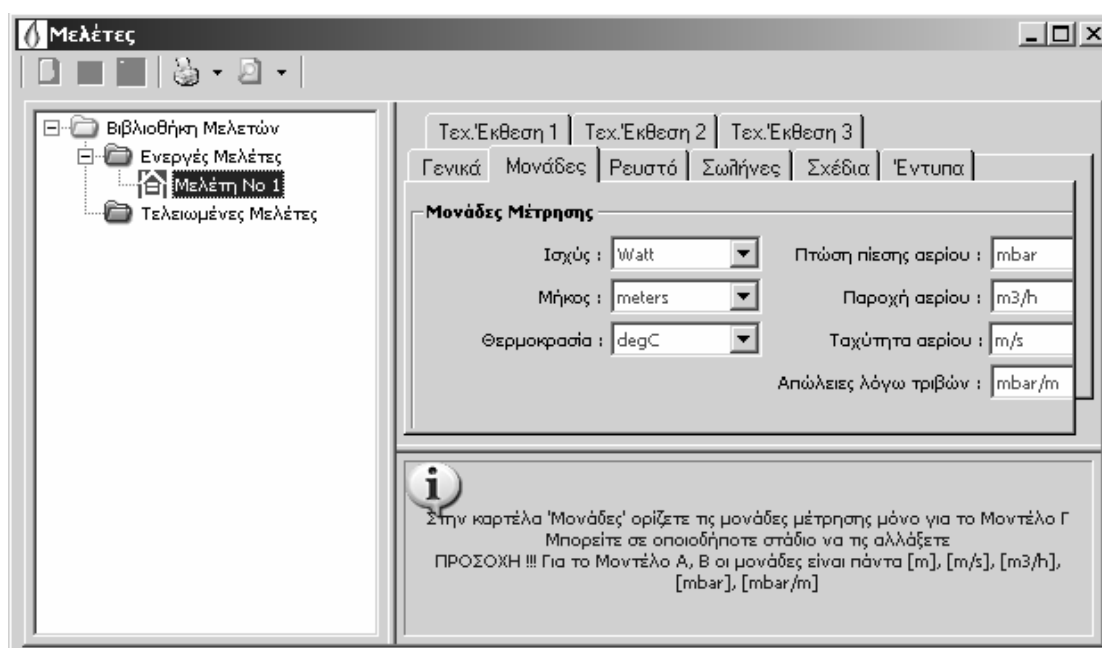 Μελέτες
Βιβλιοθήκη Μελετών
Ενεργές Μελέτες
Μελέτη No 1
Τελειωμένες Μελέτες
Τεχ.Έκθεση 1 Τεχ.Έκθεση 2 Τεχ.Έκθεση 3
Γενικά Μονάδες Ρευστό Σωλήνες Σχέδια Έντυπα
Μονάδες Μέτρησης
Ισχύς : Watt Πτώση πίεσης αερίου : mbar
Μήκος : meters Παροχή αερίου : m3/h
Θερμοκρασία : degC Ταχύτητα αερίου : m/s
Απώλειες λόγω τριβών : mbar/m
Στην καρτέλα 'Μονάδες' ορίζετε τις μονάδες μέτρησης μόνο για το Μοντέλο Γ
Μπορείτε σε οποιοδήποτε στάδιο να τις αλλάξετε
ΠΡΟΣΟΧΗ !!! Για το Μοντέλο Α, Β οι μονάδες είναι πάντα [m], [m/s], [m3/h],
[mbar], [mbar/m]